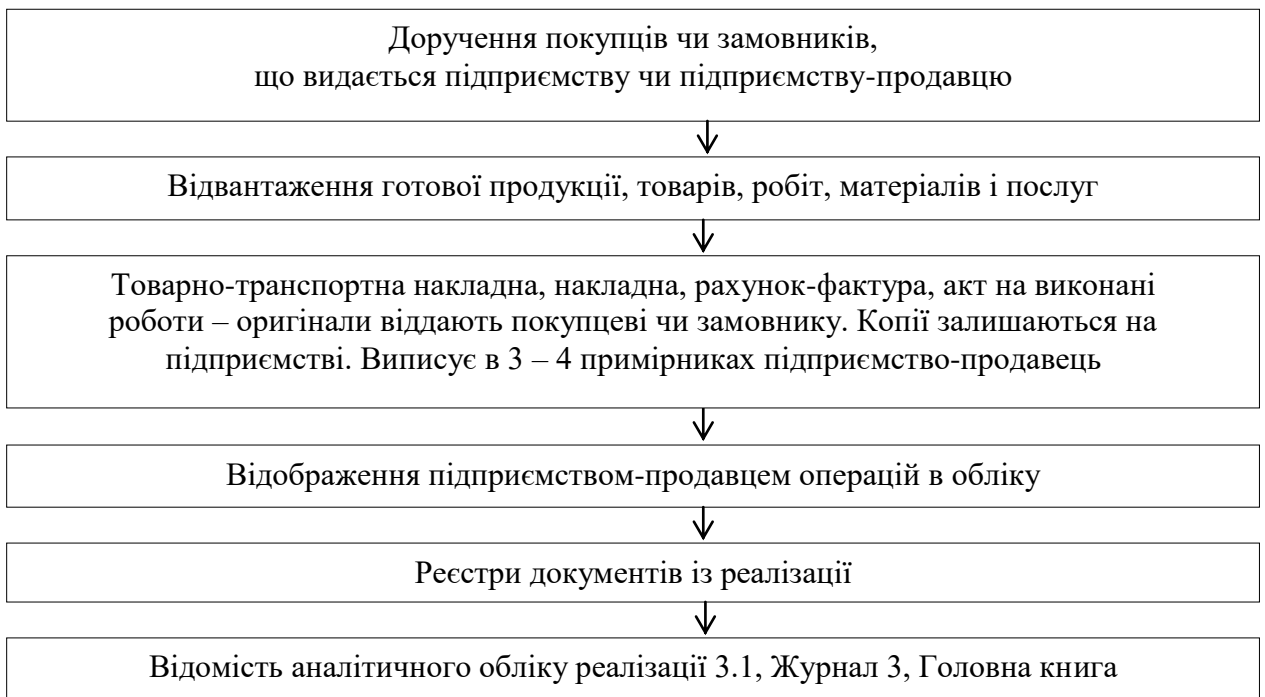 Доручення покупців чи замовників,
що видається підприємству чи підприємству-продавцю
Відвантаження готової продукції, товарів, робіт, матеріалів і послуг
Товарно-транспортна накладна, накладна, рахунок-фактура, акт на виконані
роботи – оригінали віддають покупцеві чи замовнику. Копії залишаються на
підприємстві. Виписує в 3 – 4 примірниках підприємство-продавець
Відображення підприємством-продавцем операцій в обліку
Реєстри документів із реалізації
Відомість аналітичного обліку реалізації 3.1, Журнал 3, Головна книга